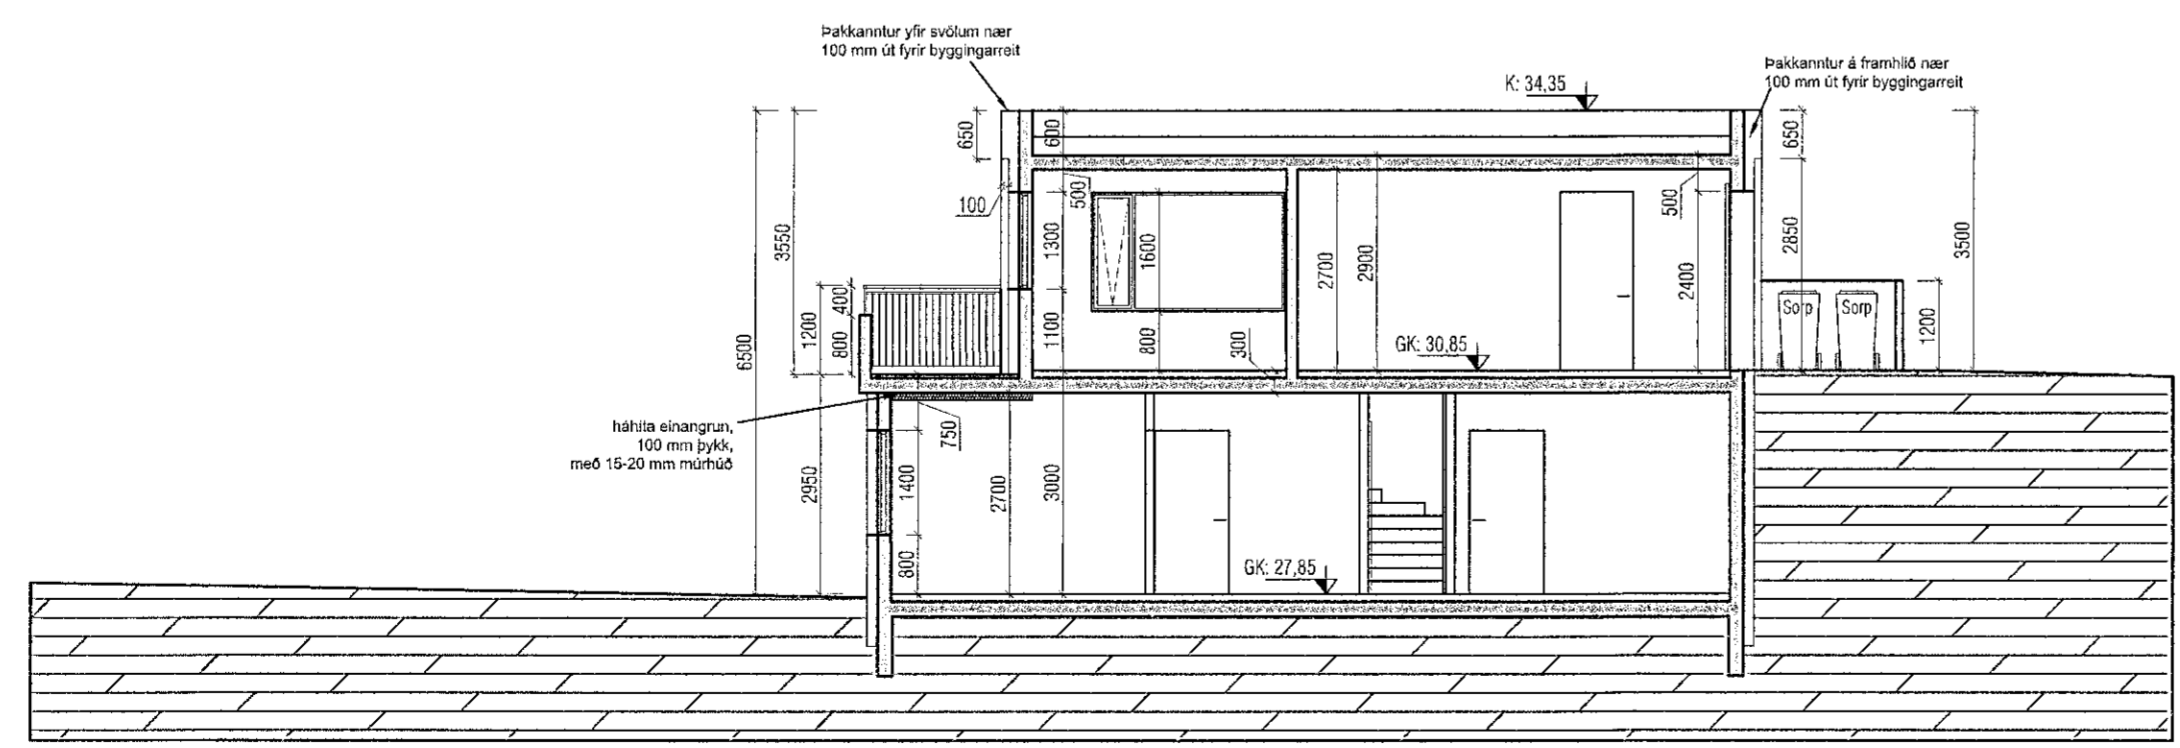 Þakkanntur yfir svölum nær
100 mm út fyrir byggingarreit
Þakkanntur á framhlið nær
100 mm út fyrir byggingarreit
K: 34,35
650
600
650
500
100
500
3550
1300
1600
2700
2900
2400
2850
3500
6500
1200
400
800
1100
800
300
GK: 30,85
Sorp
Sorp
1200
háhita einangrun,
100 mm þykk,
með 15-20 mm múrhúð
750
2950
1400
2700
3000
800
GK: 27,85